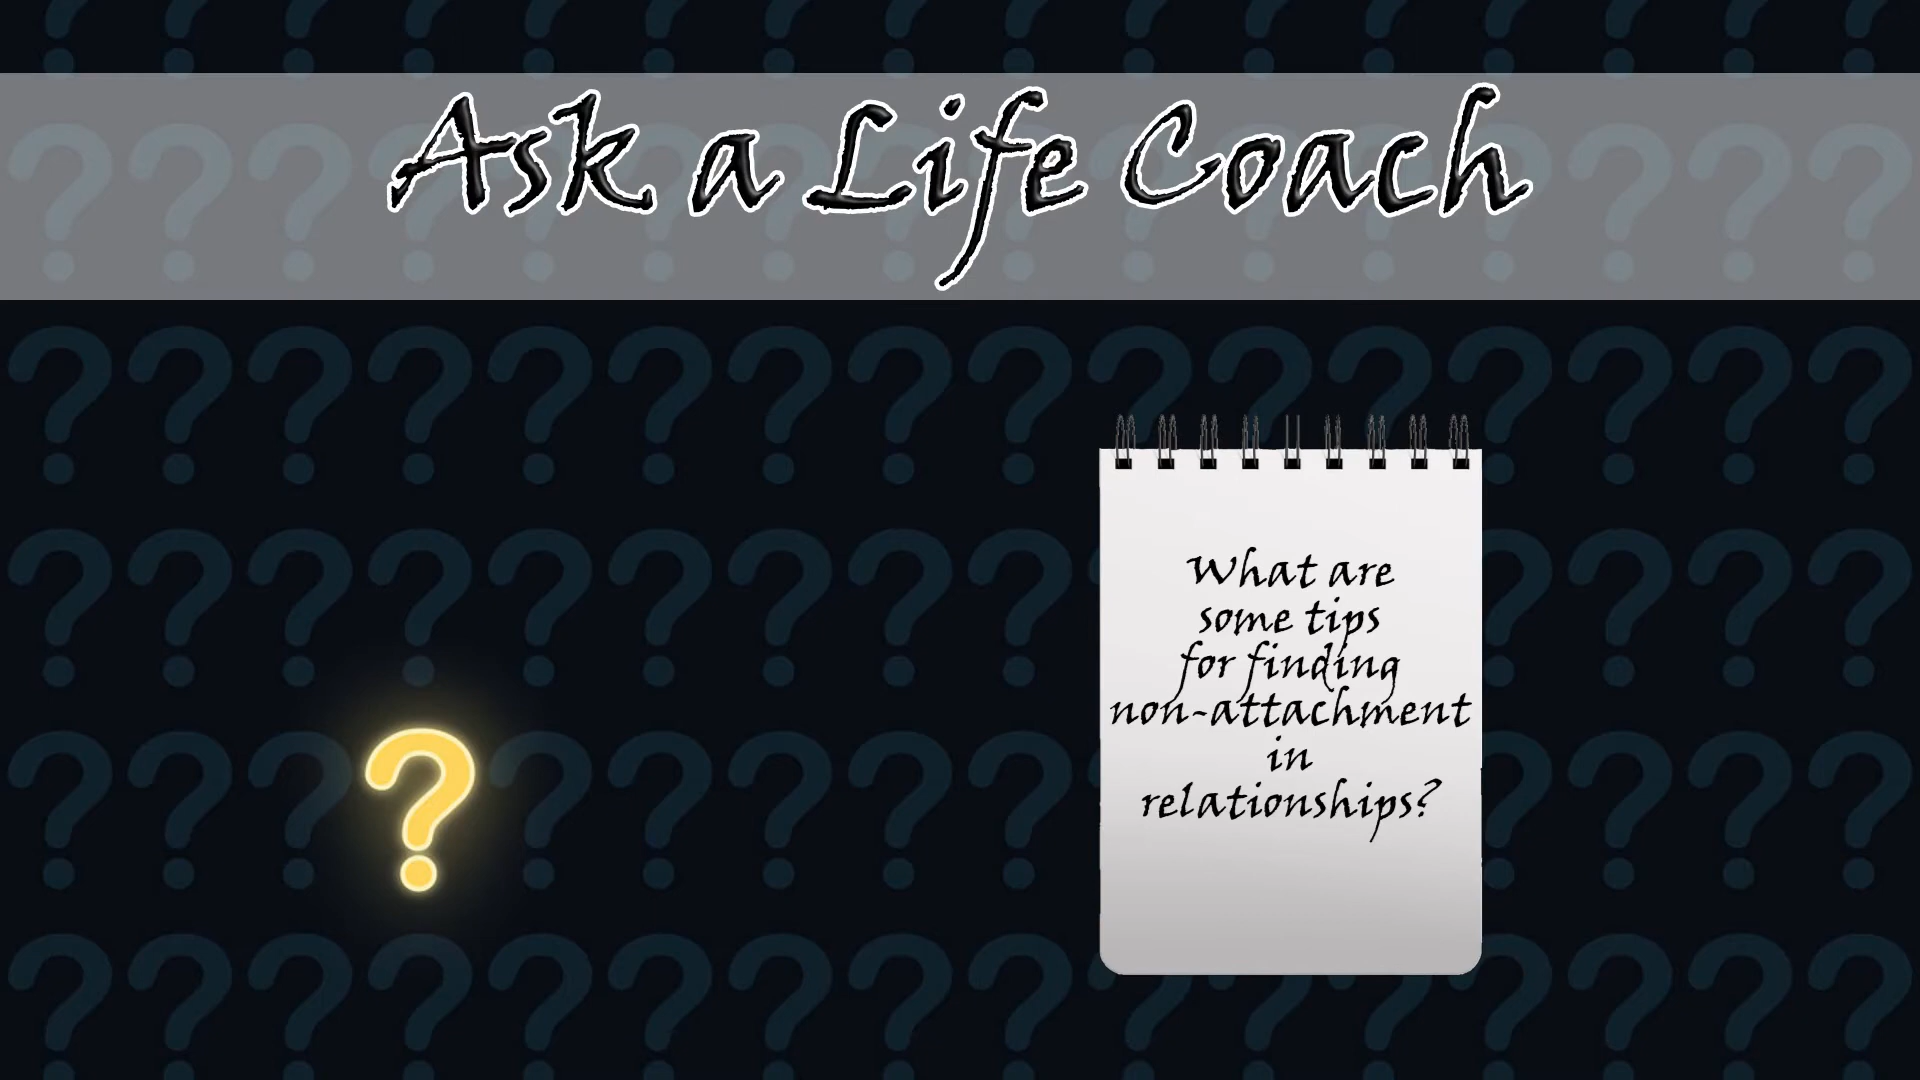 Ask a Life Coach
What are
some tips
for finding
non-attachment
in
relationships?